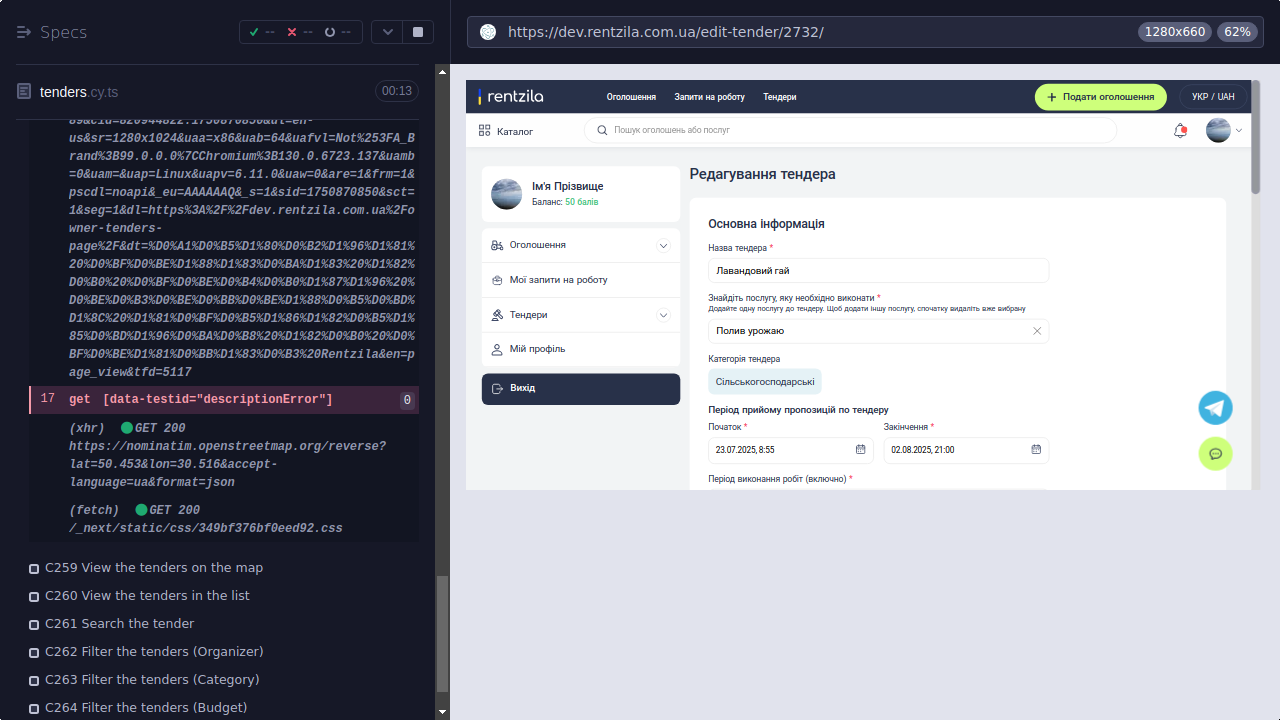 Specs
-- -- --
tenders.cy.ts 00:13
us&sr=1280x1024&uaa=x86&uab=64&uafvl=Not%253FA_B
rand%3B99.0.0.0%7CChromium%3B130.0.6723.137&uamb
=0&uam=&uap=Linux&uapv=6.11.0&uaw=0&are=1&frm=1&
pscdl=noapi&_eu=AAAAAAQ&_s=1&sid=1750870850&sct=
1&seg=1&dl=https%3A%2F%2Fdev.rentzila.com.ua%2Fo
wner-tenders-
page%2F&dt=%D0%A1%D0%B5%D1%80%D0%B2%D1%96%D1%81%
20%D0%BF%D0%BE%D1%88%D1%83%D0%BA%D1%83%20%D1%82%
D0%B0%20%D0%BF%D0%BE%D0%B4%D0%B0%D1%87%D1%96%20%
D0%BE%D0%B3%D0%BE%D0%BB%D0%BE%D1%88%D0%B5%D0%BD%
D1%8C%20%D1%81%D0%BF%D0%B5%D1%86%D1%82%D0%B5%D1%
85%D0%BD%D1%96%D0%BA%D0%B8%20%D1%82%D0%B0%20%D0%
BF%D0%BE%D1%81%D0%BB%D1%83%D0%B3%20Rentzila&en=p
age_view&tfd=5117
17 get [data-testid="descriptionError"] 0
(xhr) GET 200
https://nominatim.openstreetmap.org/reverse?
lat=50.453&lon=30.516&accept-
language=ua&format=json
(fetch) GET 200
/_next/static/css/349bf376bf0eed92.css
C259 View the tenders on the map
C260 View the tenders in the list
C261 Search the tender
C262 Filter the tenders (Organizer)
C263 Filter the tenders (Category)
C264 Filter the tenders (Budget)
https://dev.rentzila.com.ua/edit-tender/2732/ 1280x660 62%
rentzila Оголошення Запити на роботу Тендери + Подати оголошення УКР / UAH
Каталог Пошук оголошень або послуг
Ім'я Прізвище
Баланс: 50 балів
Оголошення
Мої запити на роботу
Тендери
Мій профіль
Вихід
Редагування тендера
Основна інформація
Назва тендера *
Лавандовий гай
Знайдіть послугу, яку необхідно виконати *
Додайте одну послугу до тендеру. Щоб додати іншу послугу, спочатку видаліть вже вибрану
Полив урожаю
Категорія тендера
Сільськогосподарські
Період прийому пропозицій по тендеру
Початок * Закінчення *
23.07.2025, 8:55 02.08.2025, 21:00
Період виконання робіт (включно) *